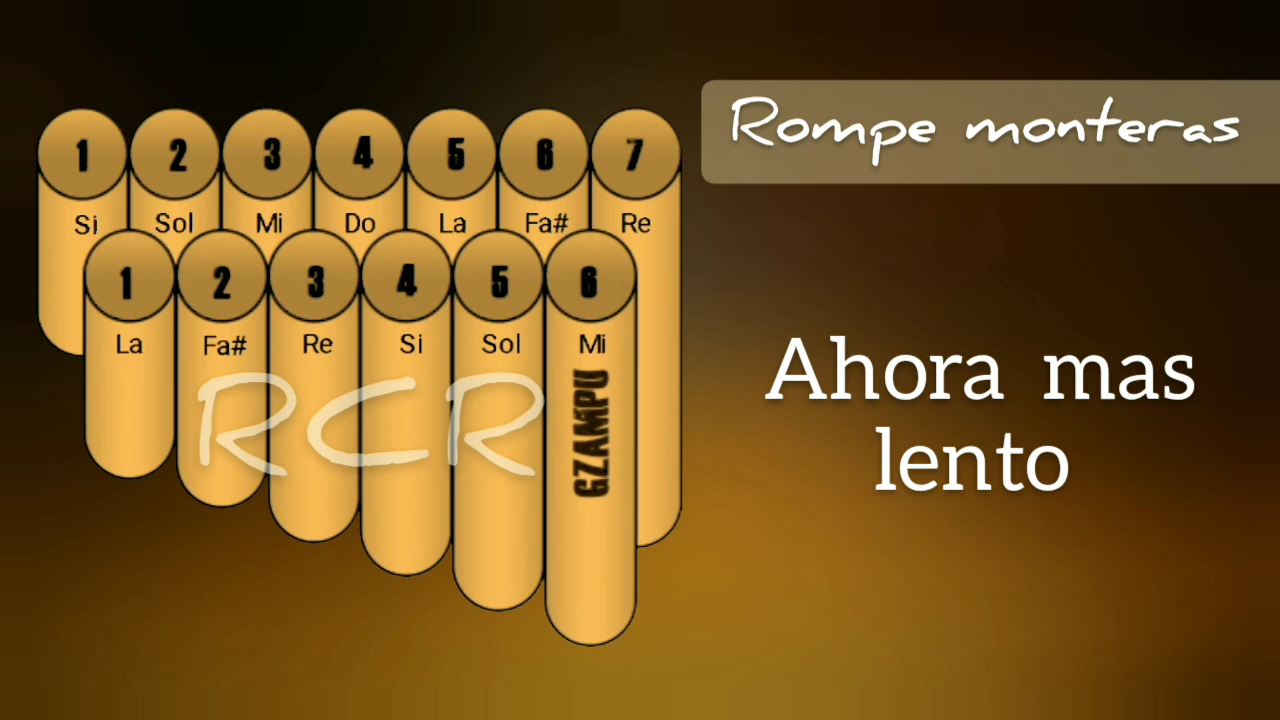 Rompe monteras
1 2 3 4 5 6 7
Si Sol Mi Do La Fa# Re
1 2 3 4 5 6
La Fa# Re Si Sol Mi
RCR
GZAMPU
Ahora mas
lento